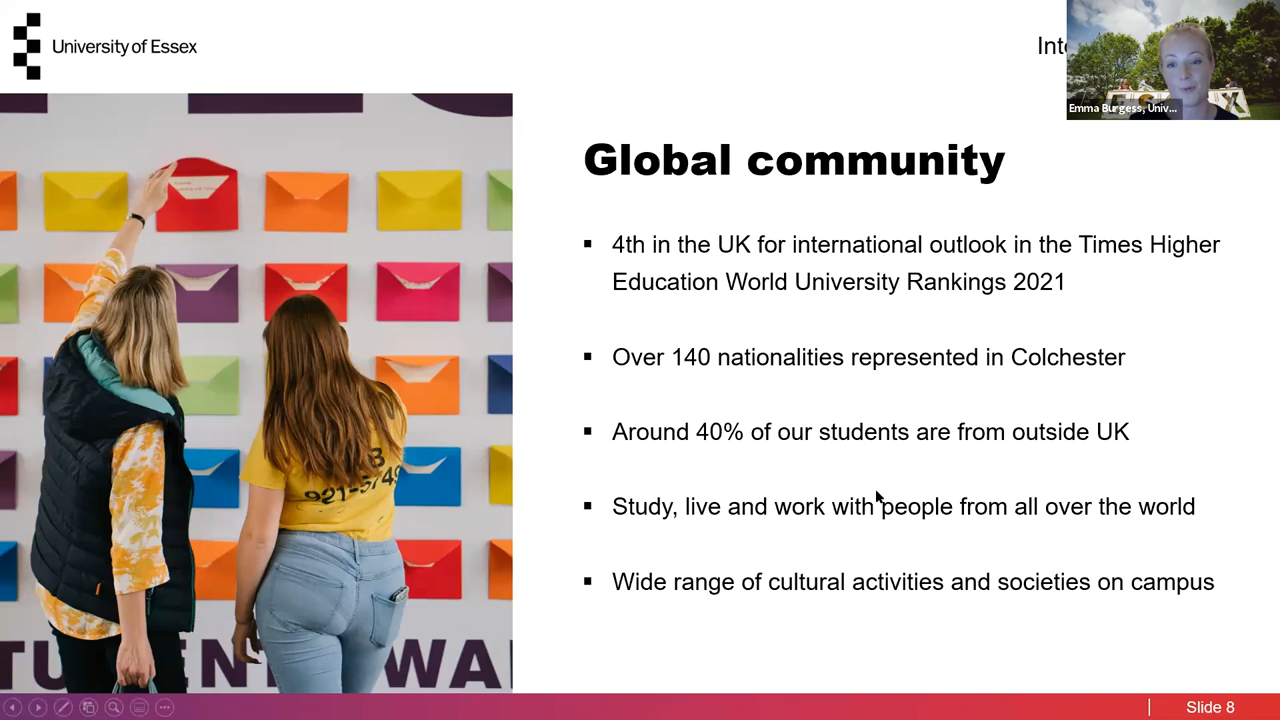 University of Essex
Emma Burgess, Univ...
Global community
▪ 4th in the UK for international outlook in the Times Higher
Education World University Rankings 2021
▪ Over 140 nationalities represented in Colchester
▪ Around 40% of our students are from outside UK
▪ Study, live and work with people from all over the world
▪ Wide range of cultural activities and societies on campus
921-5749
Slide 8